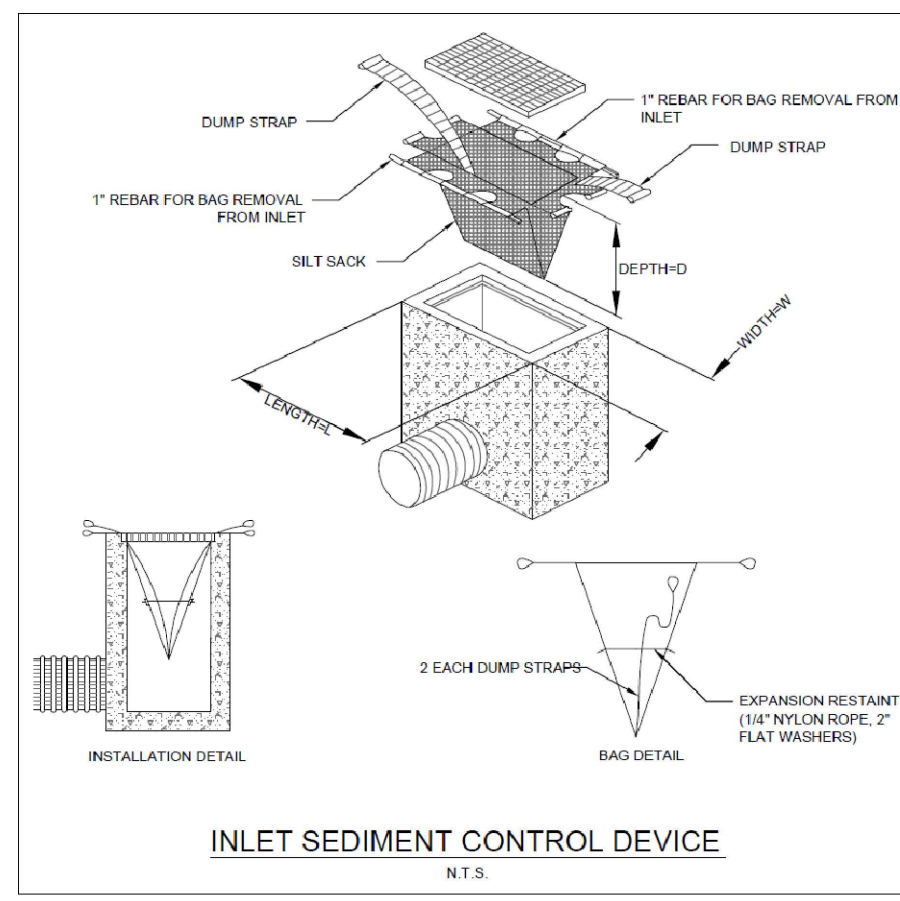 DUMP STRAP
1" REBAR FOR BAG REMOVAL FROM
INLET
DUMP STRAP
1" REBAR FOR BAG REMOVAL
FROM INLET
SILT SACK
DEPTH=D
WIDTH=W
LENGTH=L
2 EACH DUMP STRAPS
EXPANSION RESTAINT
(1/4" NYLON ROPE, 2"
FLAT WASHERS)
INSTALLATION DETAIL
BAG DETAIL
INLET SEDIMENT CONTROL DEVICE
N.T.S.